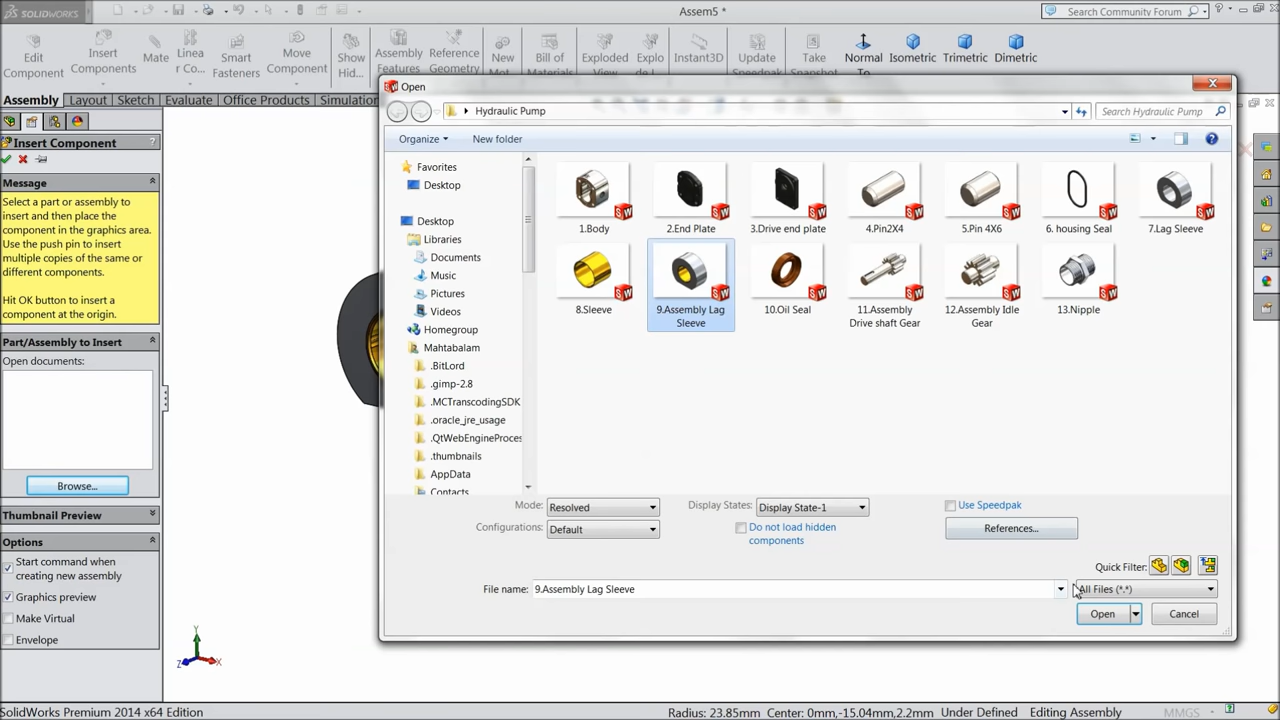 SOLIDWORKS
Assem5 *
Search Community Forum
Edit
Component
Insert
Components
Mate
Linea
r Co...
Smart
Fasteners
Move
Component
Show
Hid...
Assembly
Features
Reference
Geometry
New
Mot
Bill of
Materials
Exploded
View
Explo
de L
Instant3D
Update
Speedpak
Take
Snapshot
Normal
To
Isometric
Trimetric
Dimetric
Assembly
Layout
Sketch
Evaluate
Office Products
Simulation
Insert Component
Message
Select a part or assembly to
insert and then place the
component in the graphics area.
Use the push pin to insert
multiple copies of the same or
different components.
Hit OK button to insert a
component at the origin.
Part/Assembly to Insert
Open documents:
Browse...
Thumbnail Preview
Options
Start command when
creating new assembly
Graphics preview
Make Virtual
Envelope
Open
Hydraulic Pump
Search Hydraulic Pump
Organize
New folder
Favorites
Desktop
Desktop
Libraries
Documents
Music
Pictures
Videos
Homegroup
Mahtabalam
.BitLord
.gimp-2.8
.MCTranscodingSDK
.oracle_jre_usage
.QtWebEngineProces
.thumbnails
AppData
Contacts
1.Body
2.End Plate
3.Drive end plate
4.Pin2X4
5.Pin 4X6
6. housing Seal
7.Lag Sleeve
8.Sleeve
9.Assembly Lag
Sleeve
10.Oil Seal
11.Assembly
Drive shaft Gear
12.Assembly Idle
Gear
13.Nipple
Mode:
Resolved
Display States:
Display State-1
Use Speedpak
Configurations:
Default
Do not load hidden
components
References...
Quick Filter:
File name:
9.Assembly Lag Sleeve
All Files (*.*)
Open
Cancel
Y
Z
X
SolidWorks Premium 2014 x64 Edition
Radius: 23.85mm Center: 0mm,-15.04mm,2.2mm
Under Defined
Editing Assembly
MMGS